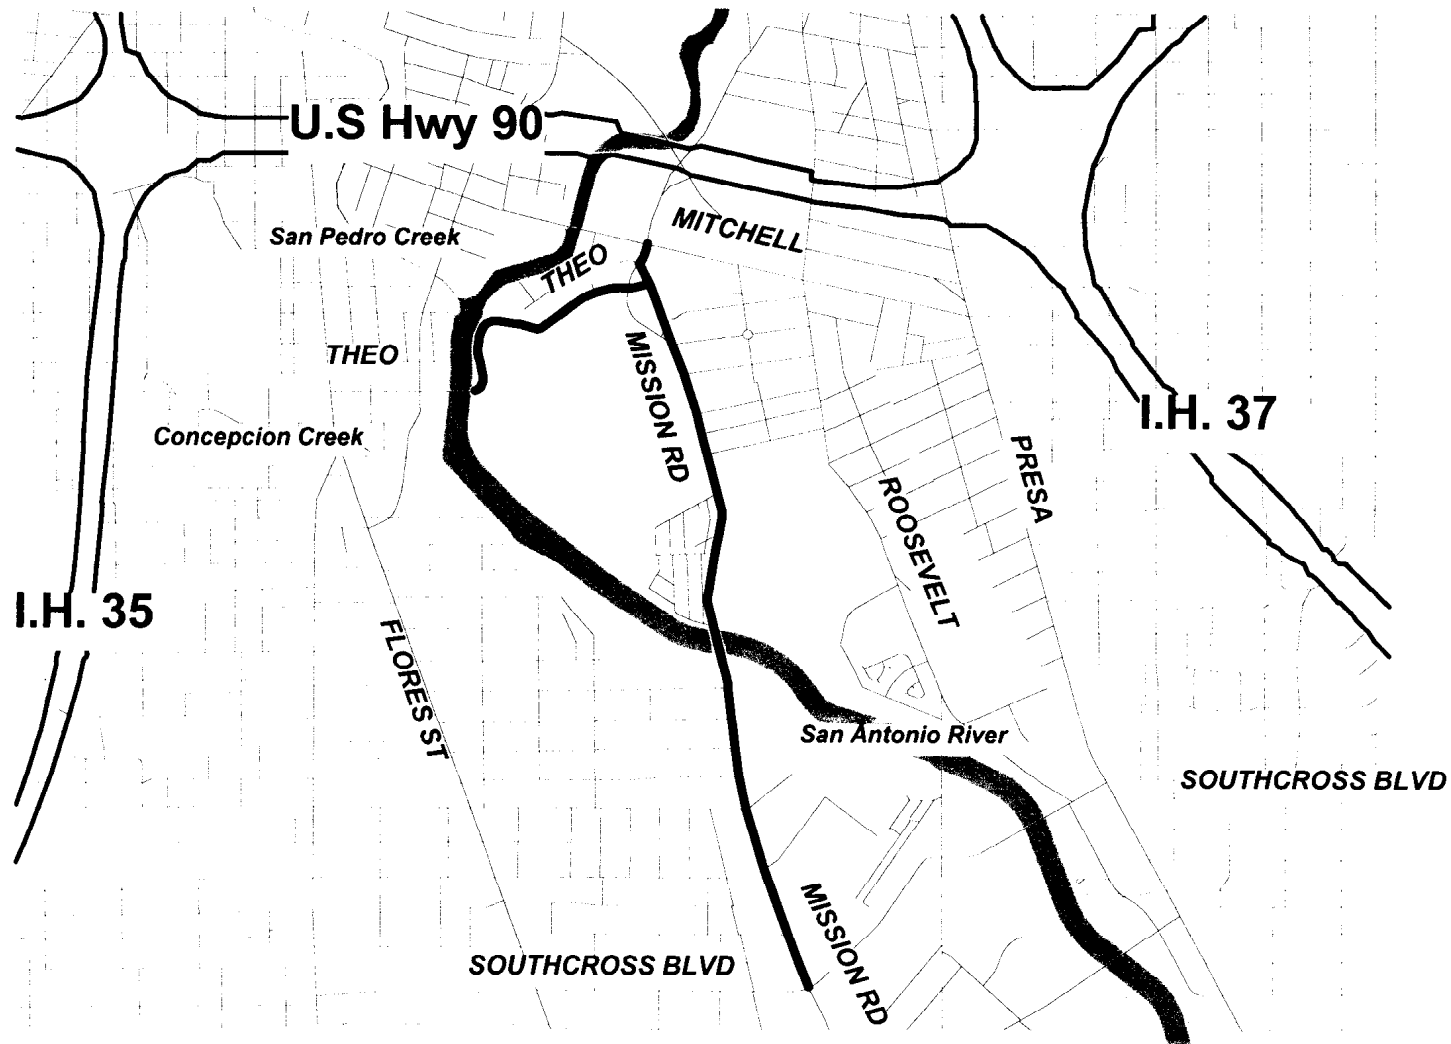 U.S Hwy 90
MITCHELL
San Pedro Creek
THEO
THEO
MISSION RD
I.H. 37
Concepcion Creek
PRESA
ROOSEVELT
I.H. 35
FLORES ST
San Antonio River
SOUTHCROSS BLVD
MISSION RD
SOUTHCROSS BLVD